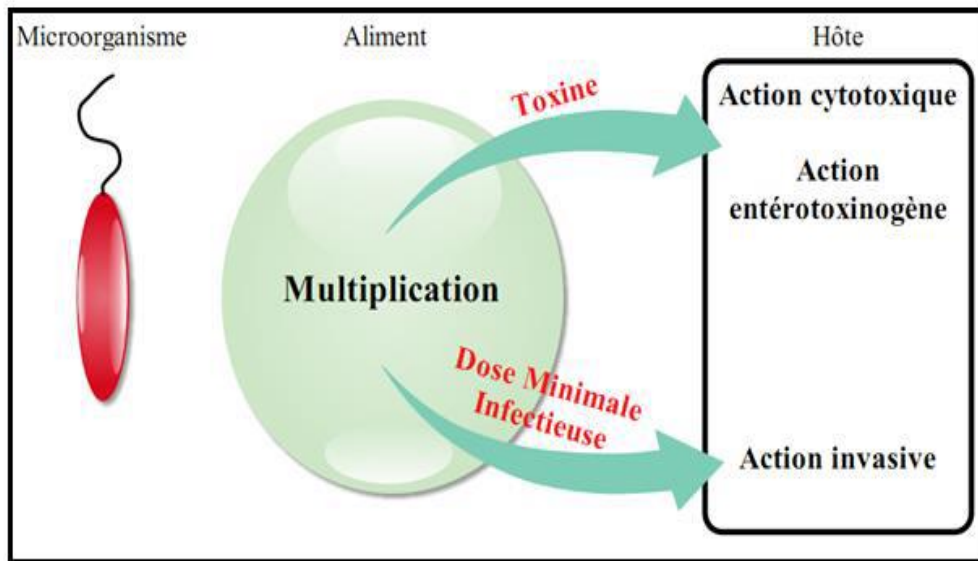 Microorganisme
Aliment
Hôte
Toxine
Action cytotoxique
Action
entérotoxinogène
Multiplication
Dose Minimale
Infectieuse
Action invasive